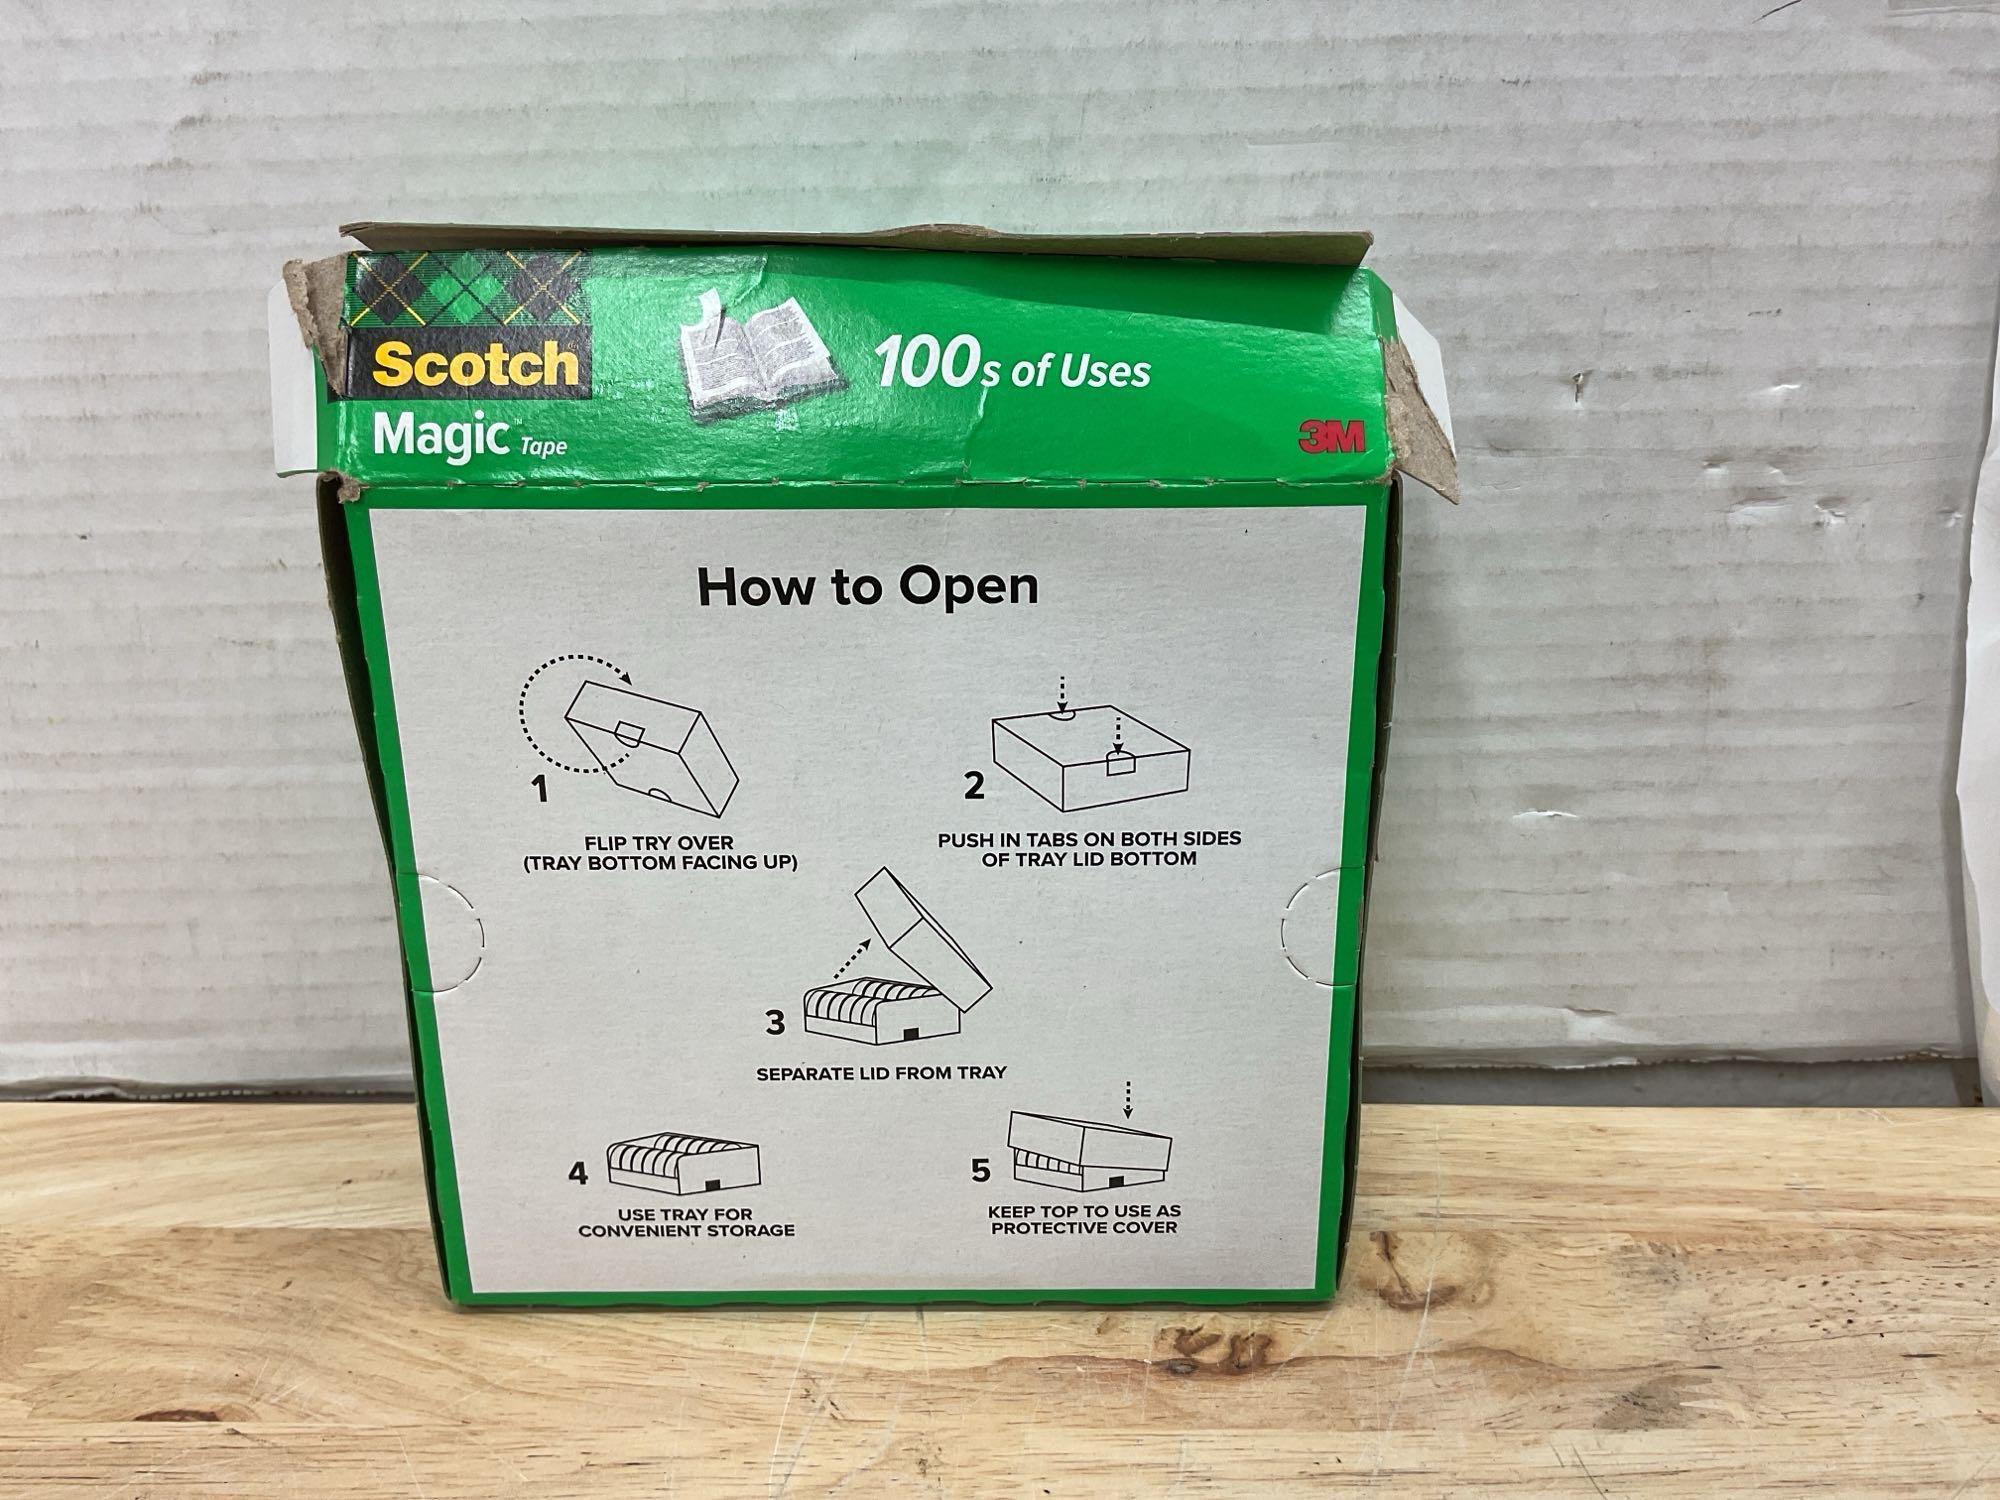 Scotch
Magic™ Tape
100s of Uses
3M
How to Open
1
FLIP TRY OVER
(TRAY BOTTOM FACING UP)
2
PUSH IN TABS ON BOTH SIDES
OF TRAY LID BOTTOM
3
SEPARATE LID FROM TRAY
4
USE TRAY FOR
CONVENIENT STORAGE
5
KEEP TOP TO USE AS
PROTECTIVE COVER